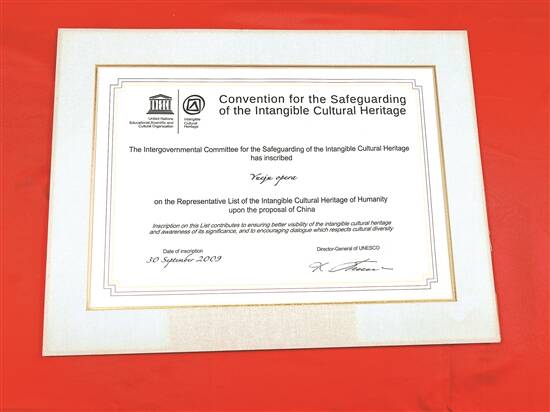 Convention for the Safeguarding
of the Intangible Cultural Heritage
UNESCO
United Nations
Educational, Scientific and
Cultural Organization
Intangible
Cultural
Heritage
The Intergovernmental Committee for the Safeguarding of the Intangible Cultural Heritage
has inscribed
Yueju opera
on the Representative List of the Intangible Cultural Heritage of Humanity
upon the proposal of China
Inscription on this List contributes to ensuring better visibility of the intangible cultural heritage
and awareness of its significance, and to encouraging dialogue which respects cultural diversity
Date of inscription
30 September 2009
Director-General of UNESCO